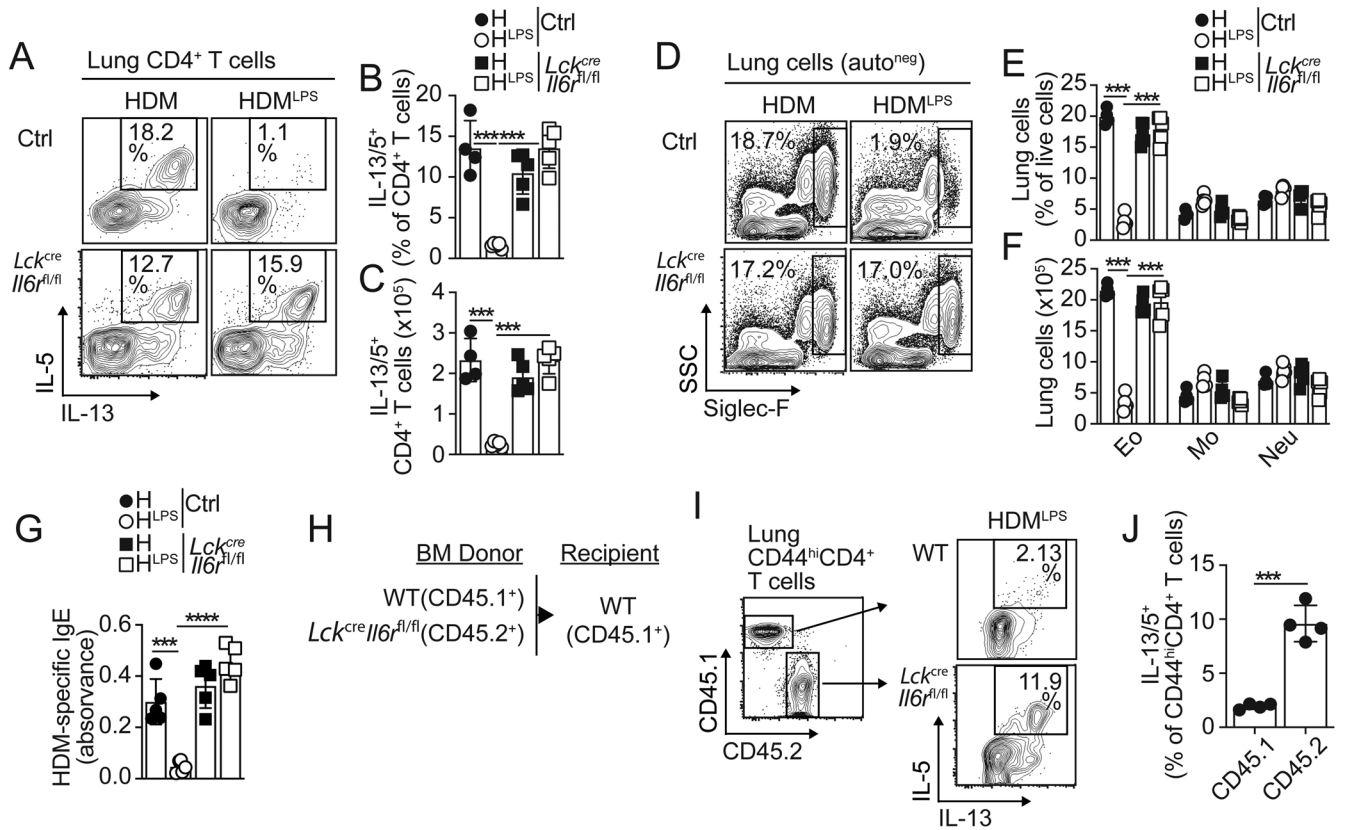 A
Lung CD4⁺ T cells
HDM
HDMᴸᴾˢ
Ctrl
18.2
%
1.1
%
Lckcre
Il6rfl/fl
12.7
%
15.9
%
IL-5
IL-13
H
HLPS
Ctrl
H
HLPS
Lckcre
Il6rfl/fl
B
IL-13/5+
(% of CD4+ T cells)
20
15
10
5
0
***
***
C
IL-13/5+
CD4+ T cells (x10⁵)
4
3
2
1
0
***
***
D
Lung cells (autoneg)
HDM
HDMLPS
Ctrl
18.7%
1.9%
Lckcre
Il6rfl/fl
17.2%
17.0%
SSC
Siglec-F
H
HLPS
Ctrl
H
HLPS
Lckcre
Il6rfl/fl
E
Lung cells
(% of live cells)
25
20
15
10
5
0
***
***
F
Lung cells (x10⁵)
25
20
15
10
5
0
***
***
Eo
Mo
Neu
G
H
HLPS
Ctrl
H
HLPS
Lckcre
Il6rfl/fl
HDM-specific IgE
(absorvance)
0.6
0.4
0.2
0.0
***
****
H
BM Donor
Recipient
WT(CD45.1+)
Lckcre Il6rfl/fl(CD45.2+)
WT
(CD45.1+)
I
Lung
CD44hiCD4+
T cells
CD45.1
CD45.2
HDMLPS
WT
2.13
%
Lckcre
Il6rfl/fl
11.9
%
IL-5
IL-13
J
IL-13/5+
(% of CD44hiCD4+ T cells)
15
10
5
0
***
CD45.1
CD45.2